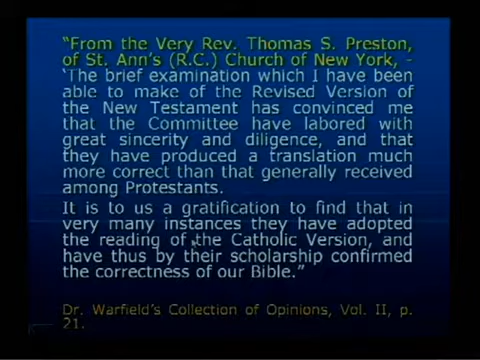 "From the Very Rev. Thomas S. Preston,
of St. Ann's (R.C.) Church of New York, -
'The brief examination which I have been
able to make of the Revised Version of
the New Testament has convinced me
that the Committee have labored with
great sincerity and diligence, and that
they have produced a translation much
more correct than that generally received
among Protestants.
It is to us a gratification to find that in
very many instances they have adopted
the reading of the Catholic Version, and
have thus by their scholarship confirmed
the correctness of our Bible."
Dr. Warfield's Collection of Opinions, Vol. II, p.
21.